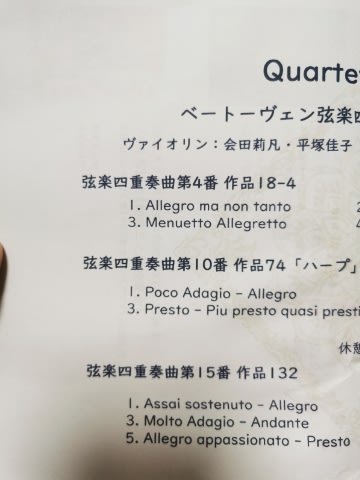 Quarte
ベートーヴェン弦楽
ヴァイオリン：会田莉凡・平塚佳子
弦楽四重奏曲第4番 作品18-4
1. Allegro ma non tanto 2
3. Menuetto Allegretto 4
弦楽四重奏曲第10番 作品74「ハープ」
1. Poco Adagio – Allegro
3. Presto – Piu presto quasi presti
休憩
弦楽四重奏曲第15番 作品132
1. Assai sostenuto – Allegro
3. Molto Adagio – Andante
5. Allegro appassionato – Presto